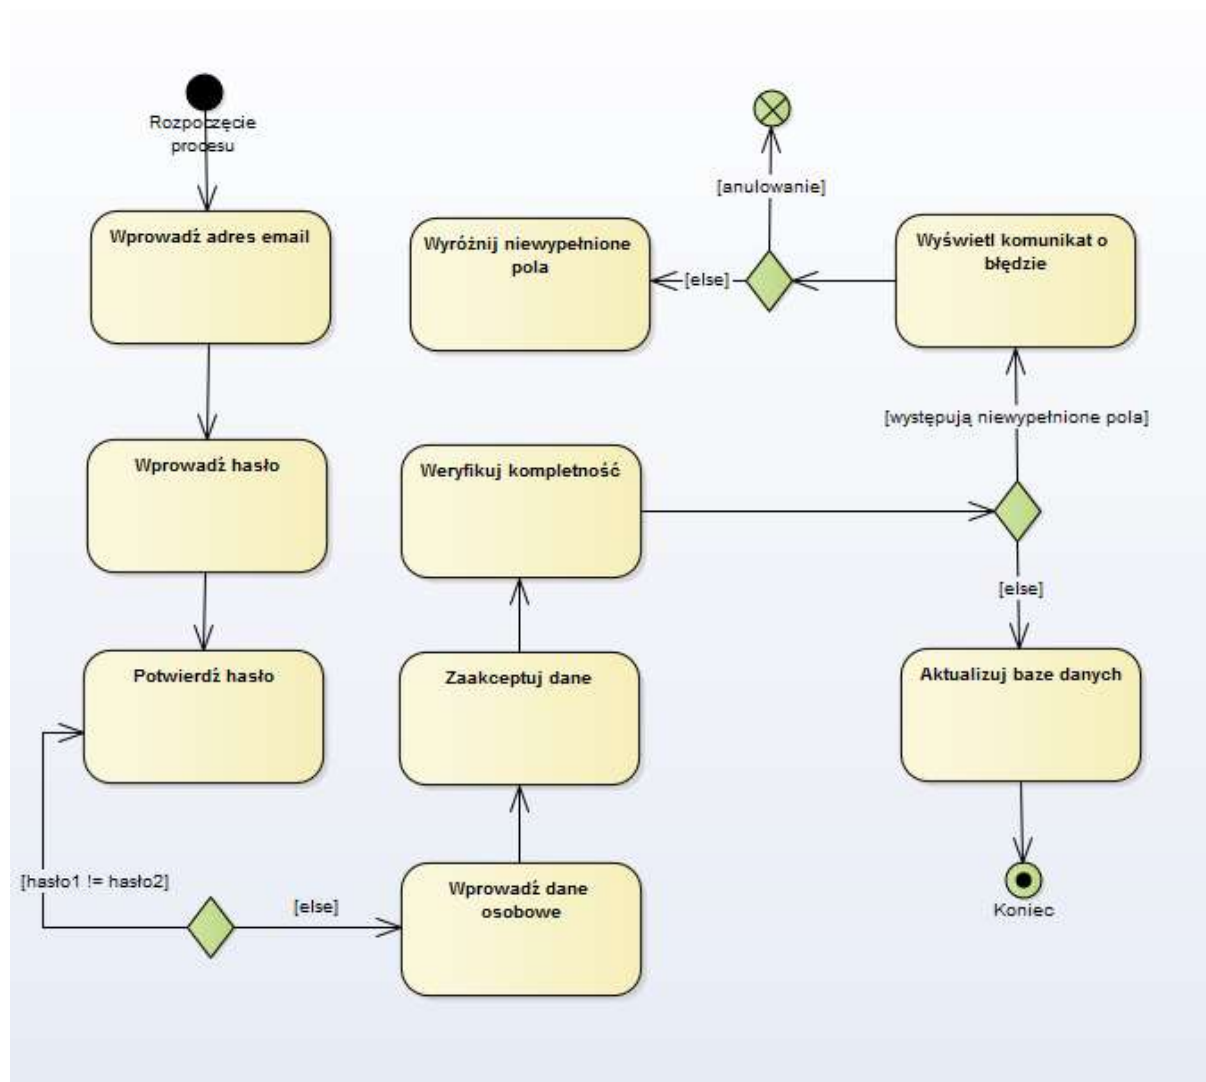 Rozpoczęcie
procesu
Wprowadź adres email
Wprowadź hasło
Potwierdź hasło
[hasło1 != hasło2]
[else]
Wprowadź dane
osobowe
Zaakceptuj dane
Weryfikuj kompletność
[występują niewypełnione pola]
[else]
Wyświetl komunikat o
błędzie
[anulowanie]
[else]
Wyróżnij niewypełnione
pola
Aktualizuj baze danych
Koniec